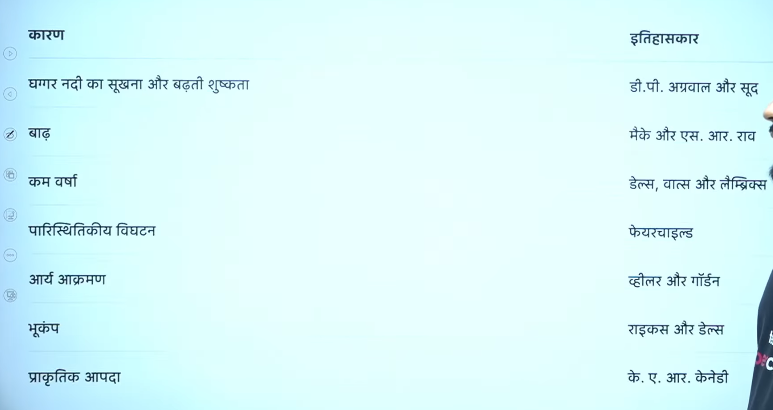 कारण इतिहासकार
घग्गर नदी का सूखना और बढ़ती शुष्कता डी.पी. अग्रवाल और सूद
बाढ़ मैके और एस. आर. राव
कम वर्षा डेल्स, वात्स और लैम्ब्रिक्स
पारिस्थितिकीय विघटन फेयरचाइल्ड
आर्य आक्रमण व्हीलर और गॉर्डन
भूकंप राइकस और डेल्स
प्राकृतिक आपदा के. ए. आर. केनेडी